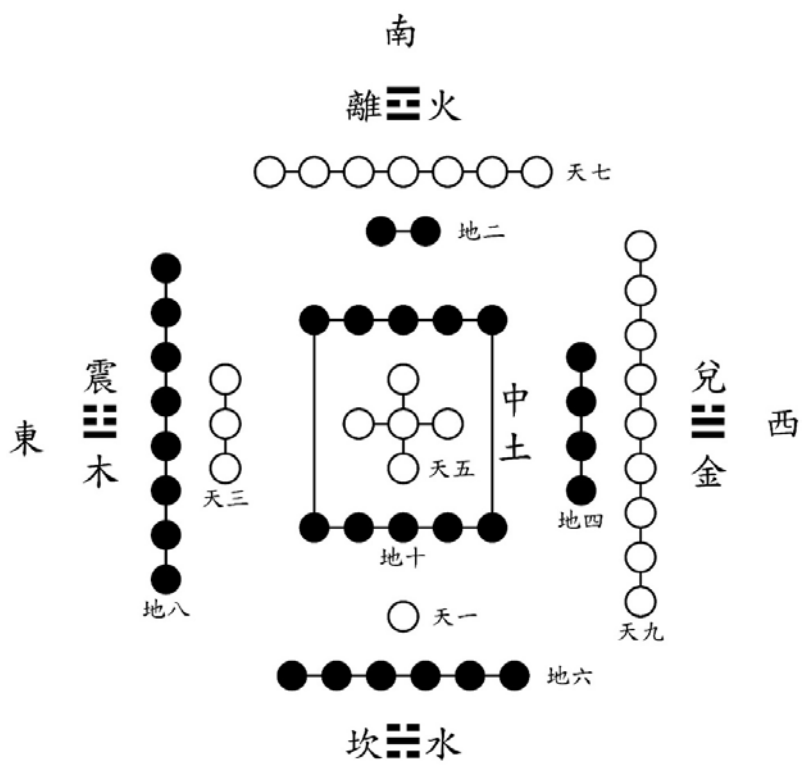 南
離☲火
天七
地二
震
☳
木
東
天三
地八
中土
天五
地十
兌
☱
金
西
地四
天九
天一
地六
坎☵水